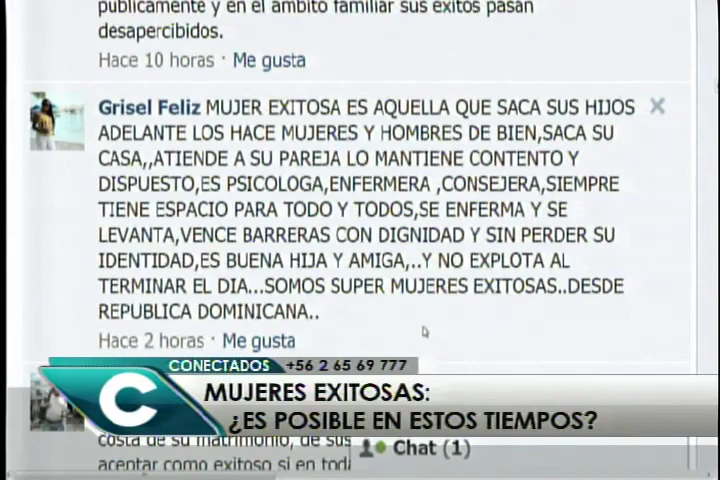 publicamente y en el ambito familiar sus exitos pasan
desapercibidos.
Hace 10 horas · Me gusta
Grisel Feliz MUJER EXITOSA ES AQUELLA QUE SACA SUS HIJOS
ADELANTE LOS HACE MUJERES Y HOMBRES DE BIEN,SACA SU
CASA,,ATIENDE A SU PAREJA LO MANTIENE CONTENTO Y
DISPUESTO,ES PSICOLOGA,ENFERMERA ,CONSEJERA,SIEMPRE
TIENE ESPACIO PARA TODO Y TODOS,SE ENFERMA Y SE
LEVANTA,VENCE BARRERAS CON DIGNIDAD Y SIN PERDER SU
IDENTIDAD,ES BUENA HIJA Y AMIGA,..Y NO EXPLOTA AL
TERMINAR EL DIA...SOMOS SUPER MUJERES EXITOSAS..DESDE
REPUBLICA DOMINICANA..
Hace 2 horas · Me gusta
CONECTADOS +56 2 65 69 777
C
MUJERES EXITOSAS:
¿ES POSIBLE EN ESTOS TIEMPOS?
costa de su matrimonio, de sus
Chat (1)
aceptar como exitoso si en toda